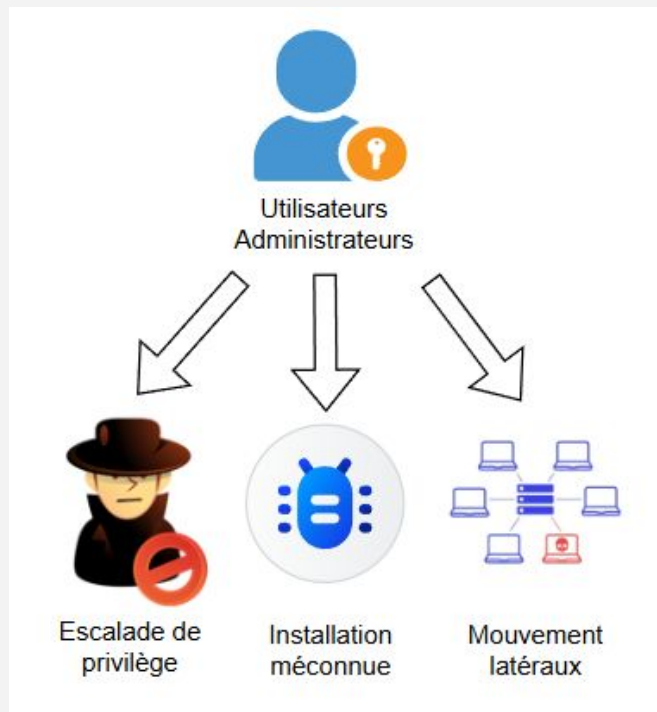 Utilisateurs
Administrateurs
Escalade de
privilège
Installation
méconnue
Mouvement
latéraux